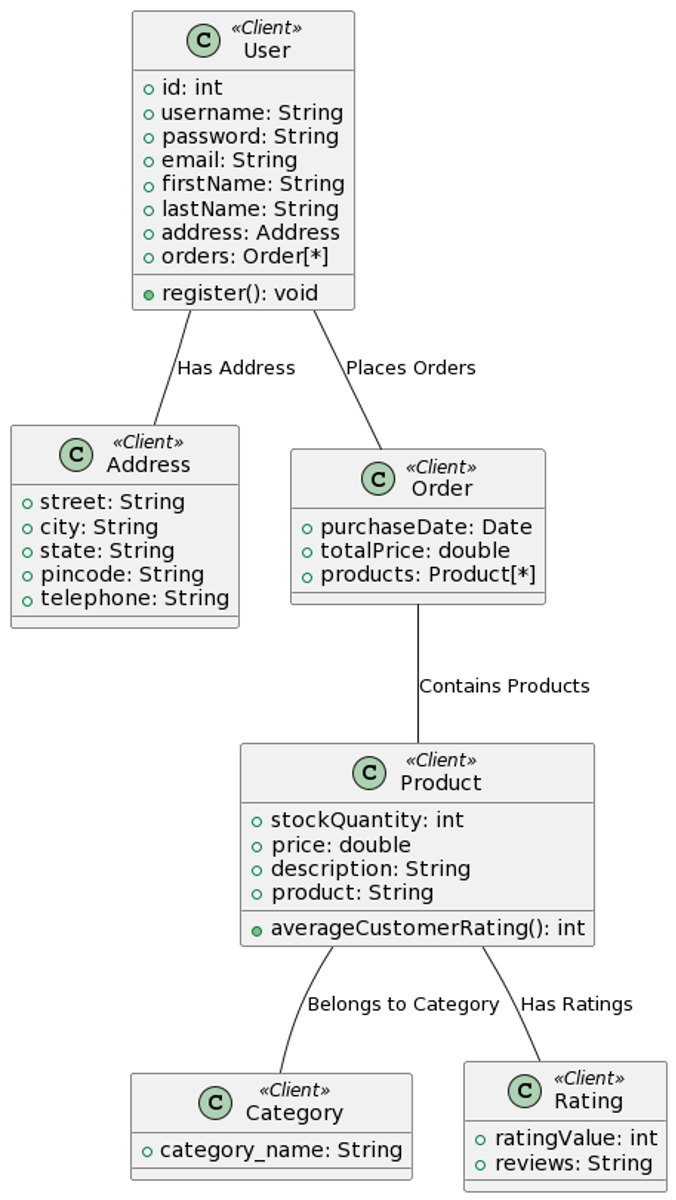 «Client»
C
User
id: int
username: String
password: String
email: String
firstName: String
lastName: String
address: Address
orders: Order[*]
register(): void
Has Address
Places Orders
«Client»
C
Address
street: String
city: String
state: String
pincode: String
telephone: String
«Client»
C
Order
purchaseDate: Date
totalPrice: double
products: Product[*]
Contains Products
«Client»
C
Product
stockQuantity: int
price: double
description: String
product: String
averageCustomerRating(): int
Belongs to Category
Has Ratings
«Client»
C
Category
category_name: String
«Client»
C
Rating
ratingValue: int
reviews: String